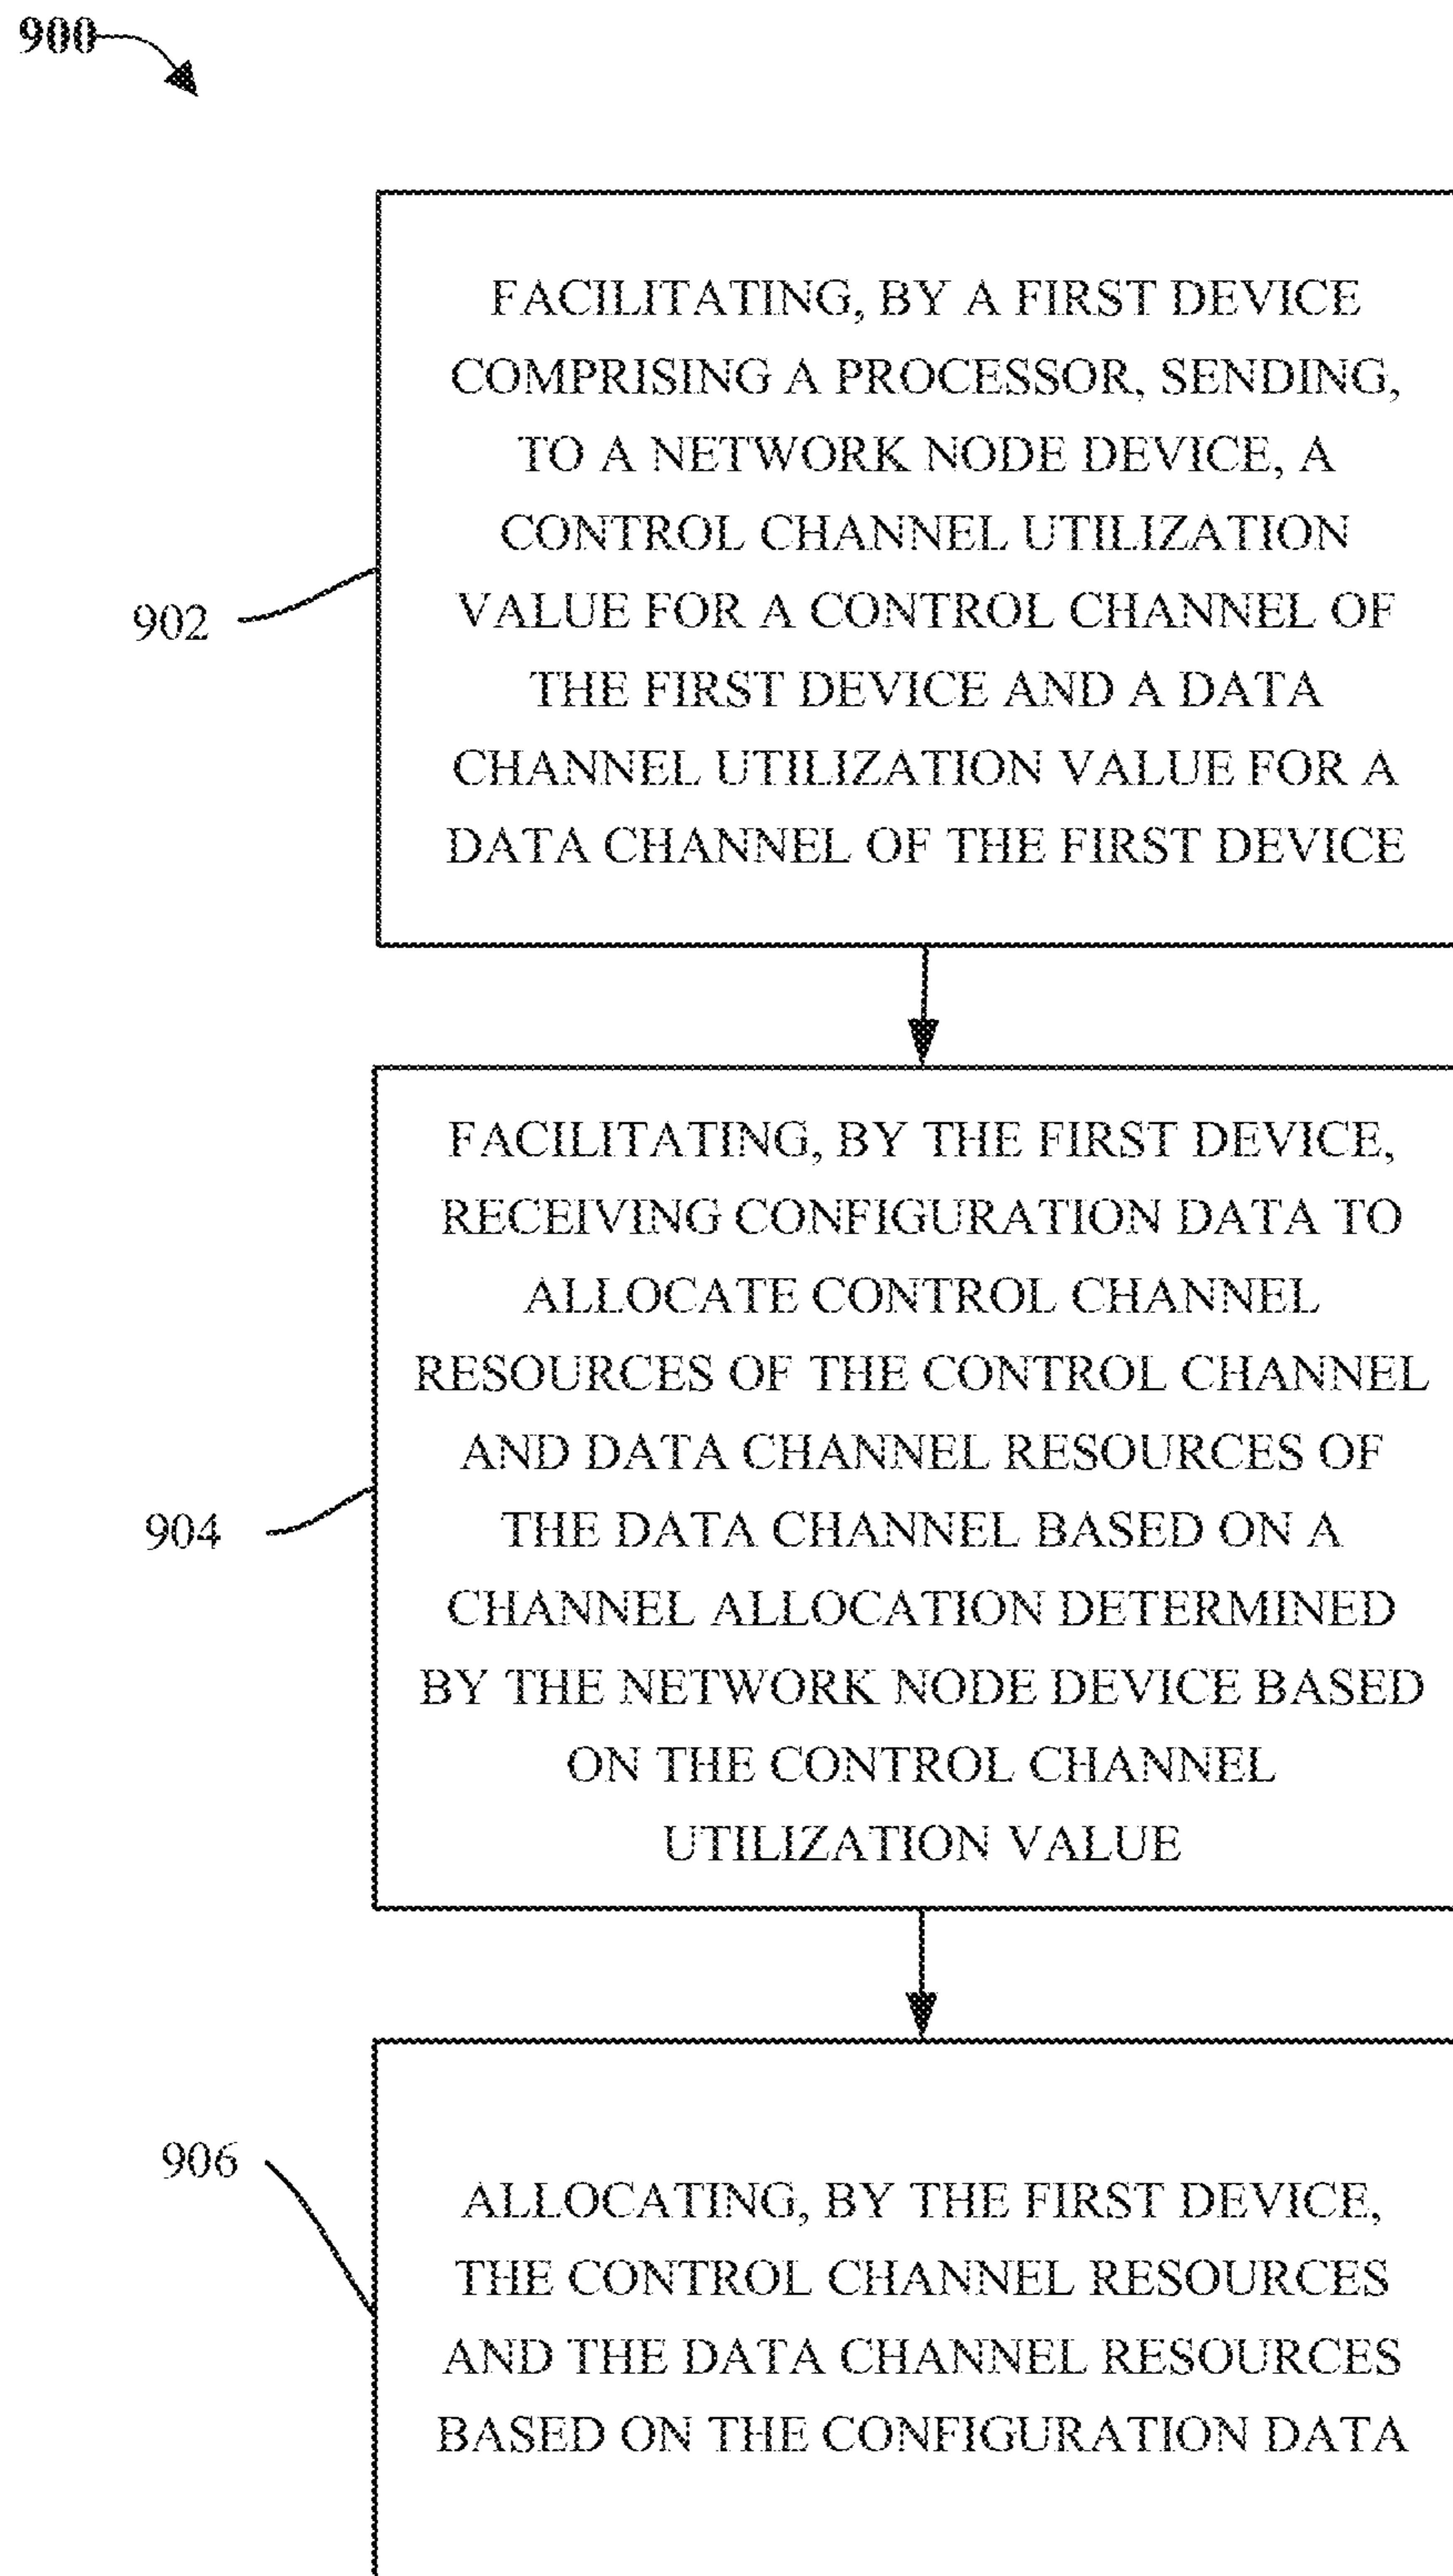 900
FACILITATING, BY A FIRST DEVICE
COMPRISING A PROCESSOR, SENDING,
TO A NETWORK NODE DEVICE, A
CONTROL CHANNEL UTILIZATION
VALUE FOR A CONTROL CHANNEL OF
THE FIRST DEVICE AND A DATA
CHANNEL UTILIZATION VALUE FOR A
DATA CHANNEL OF THE FIRST DEVICE
902
FACILITATING, BY THE FIRST DEVICE,
RECEIVING CONFIGURATION DATA TO
ALLOCATE CONTROL CHANNEL
RESOURCES OF THE CONTROL CHANNEL
AND DATA CHANNEL RESOURCES OF
THE DATA CHANNEL BASED ON A
CHANNEL ALLOCATION DETERMINED
BY THE NETWORK NODE DEVICE BASED
ON THE CONTROL CHANNEL
UTILIZATION VALUE
904
906
ALLOCATING, BY THE FIRST DEVICE,
THE CONTROL CHANNEL RESOURCES
AND THE DATA CHANNEL RESOURCES
BASED ON THE CONFIGURATION DATA